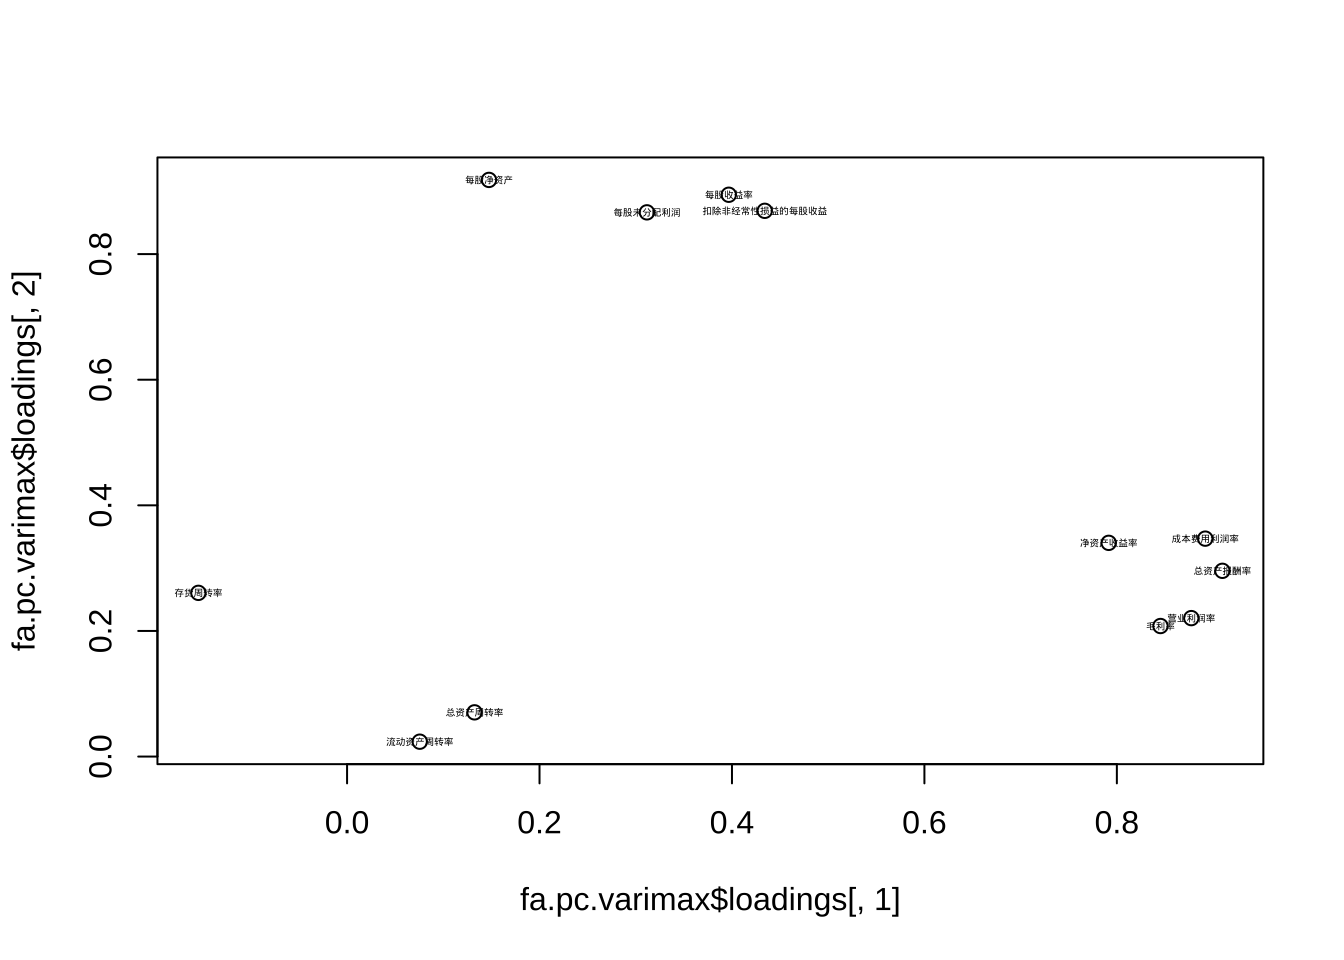 每股净资产
每股收益率
每股未分配利润
扣除非经常性损益的每股收益
净资产收益率
成本费用利润率
总资产报酬率
存货周转率
营业利润率
毛利率
总资产周转率
流动资产周转率
0.8
0.6
0.4
0.2
0.0
fa.pc.varimax$loadings[, 2]
0.0 0.2 0.4 0.6 0.8
fa.pc.varimax$loadings[, 1]